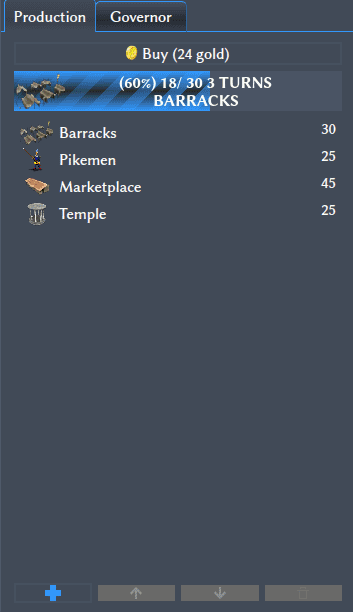 Production Governor
Buy (24 gold)
(60%) 18/ 30 3 TURNS
BARRACKS
Barracks 30
Pikemen 25
Marketplace 45
Temple 25